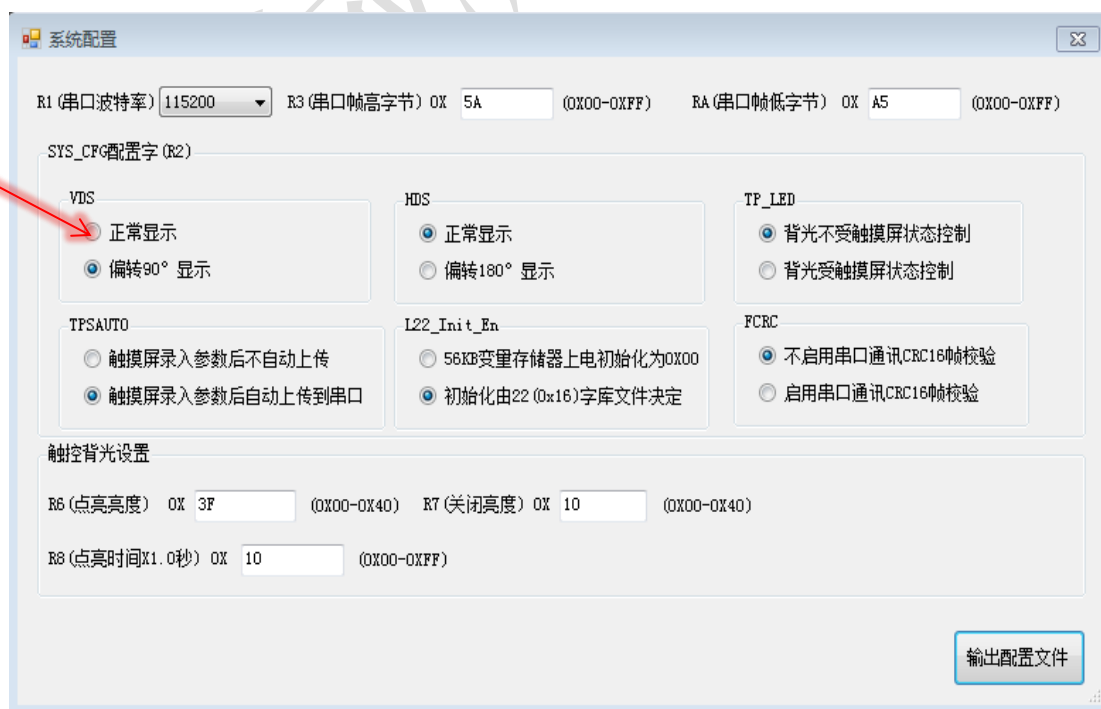 系统配置
R1(串口波特率) 115200 R3(串口帧高字节) 0X 5A (0X00-0XFF) RA(串口帧低字节) 0X A5 (0X00-0XFF)
SYS_CFG配置字(R2)
VDS HDS TP_LED
正常显示 正常显示 背光不受触摸屏状态控制
偏转90° 显示 偏转180° 显示 背光受触摸屏状态控制
TPSAUTO L22_Init_En FCRC
触摸屏录入参数后不自动上传 56KB变量存储器上电初始化为0X00 不启用串口通讯CRC16帧校验
触摸屏录入参数后自动上传到串口 初始化由22(0x16)字库文件决定 启用串口通讯CRC16帧校验
触控背光设置
R6(点亮亮度) 0X 3F (0X00-0X40) R7(关闭亮度) 0X 10 (0X00-0X40)
R8(点亮时间X1.0秒) 0X 10 (0X00-0XFF)
输出配置文件